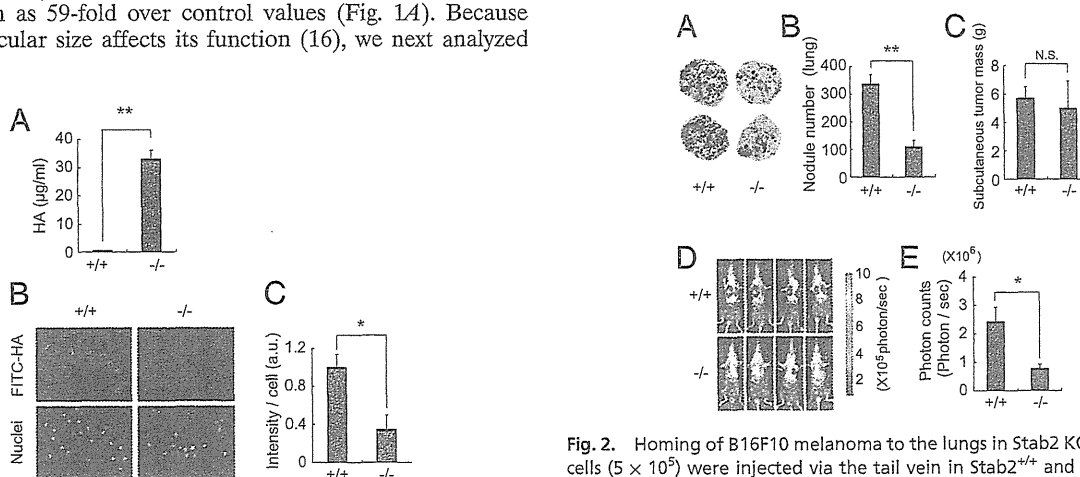 n as 59-fold over control values (Fig. 1A). Because
cular size affects its function (16), we next analyzed
A
**
HA (μg/ml)
40
30
20
10
0
+/+ -/-
B
+/+ -/-
FITC-HA
Nuclei
C
*
Intensity / cell (a.u.)
1.2
0.8
0.4
0
+/+ -/-
A
+/+ -/-
B
**
Nodule number (lung)
400
300
200
100
0
+/+ -/-
C
N.S.
Subcutaneous tumor mass (g)
8
6
4
2
0
+/+ -/-
D
+/+
-/-
10
8
6
4
2
(X10⁵ photon/sec)
E
(X10⁶)
*
Photon counts
(Photon / sec)
4
3
2
1
0
+/+ -/-
Fig. 2. Homing of B16F10 melanoma to the lungs in Stab2 KO
cells (5 × 10⁵) were injected via the tail vein in Stab2⁺/⁺ and